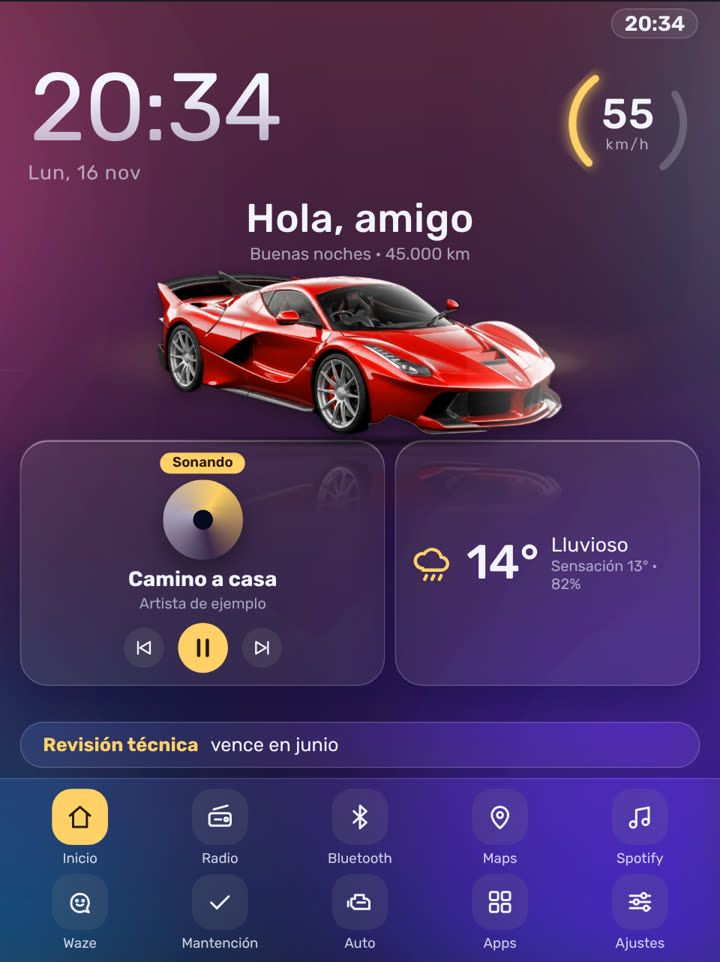 20:34
20:34
Lun, 16 nov
55
km/h
Hola, amigo
Buenas noches • 45.000 km
Sonando
Camino a casa
Artista de ejemplo
14°
Lluvioso
Sensación 13° •
82%
Revisión técnica vence en junio
Inicio
Radio
Bluetooth
Maps
Spotify
Waze
Mantención
Auto
Apps
Ajustes